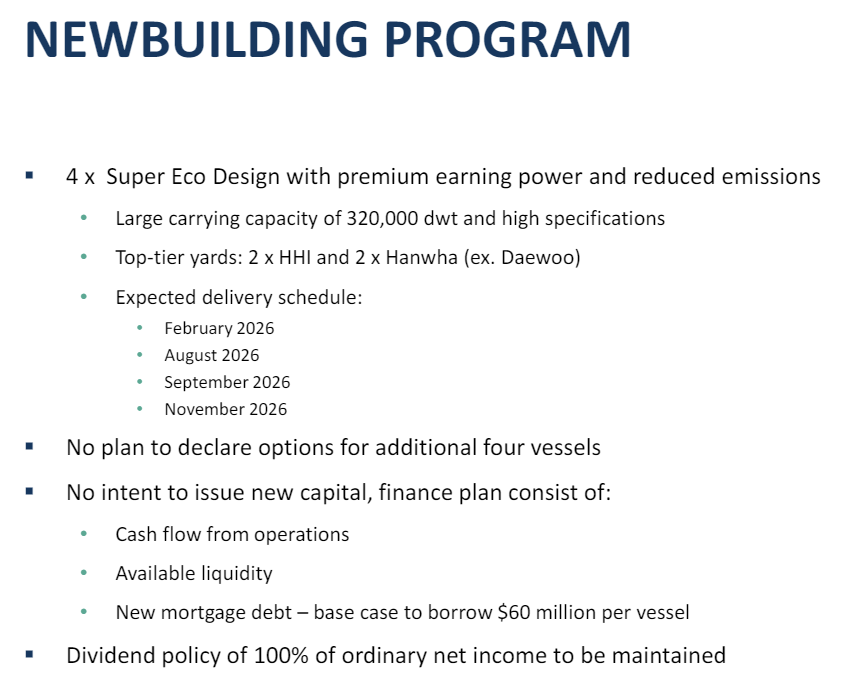 NEWBUILDING PROGRAM
▪ 4 x  Super Eco Design with premium earning power and reduced emissions
• Large carrying capacity of 320,000 dwt and high specifications
• Top-tier yards: 2 x HHI and 2 x Hanwha (ex. Daewoo)
• Expected delivery schedule:
• February 2026
• August 2026
• September 2026
• November 2026
▪ No plan to declare options for additional four vessels
▪ No intent to issue new capital, finance plan consist of:
• Cash flow from operations
• Available liquidity
• New mortgage debt – base case to borrow $60 million per vessel
▪ Dividend policy of 100% of ordinary net income to be maintained